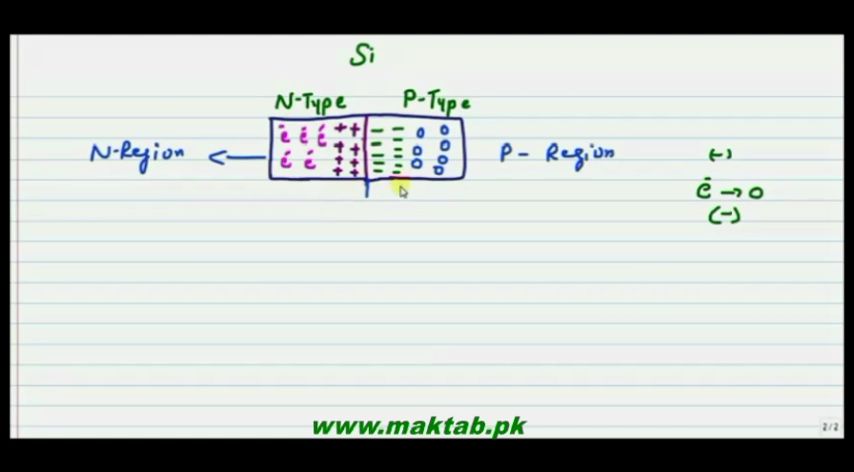 Si
N-Type P-Type
ē ē ē + + - - o o
N-Region ← + + - - o o P - Region (-)
ē ē + + - - o o
+ + - - o
ē → o
(-)
www.maktab.pk
2/2